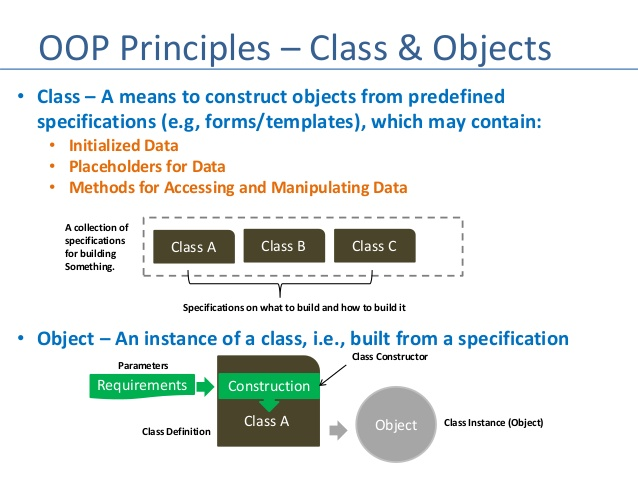 OOP Principles – Class & Objects
• Class – A means to construct objects from predefined
specifications (e.g, forms/templates), which may contain:
• Initialized Data
• Placeholders for Data
• Methods for Accessing and Manipulating Data
A collection of
specifications
for building
Something.
Class A
Class B
Class C
Specifications on what to build and how to build it
• Object – An instance of a class, i.e., built from a specification
Class Constructor
Parameters
Requirements
Construction
Class A
Class Definition
Object
Class Instance (Object)